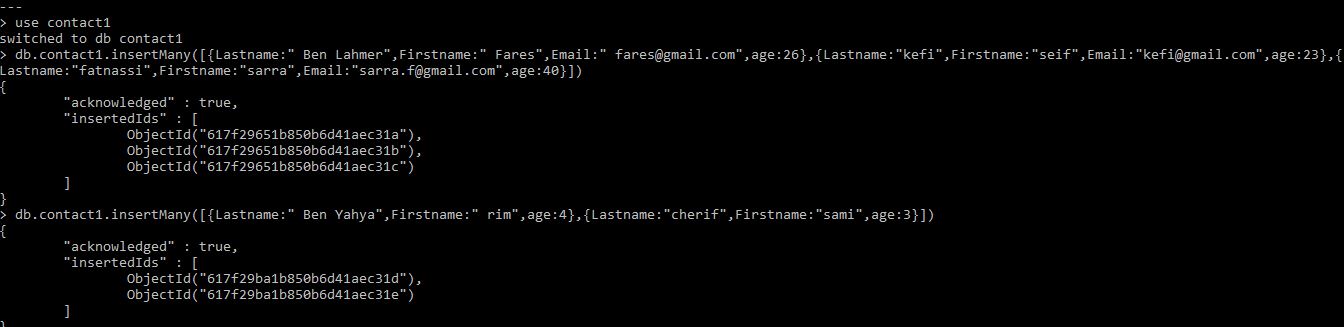 ---
> use contact1
switched to db contact1
> db.contact1.insertMany([{Lastname:" Ben Lahmer",Firstname:" Fares",Email:" fares@gmail.com",age:26},{Lastname:"kefi",Firstname:"seif",Email:"kefi@gmail.com",age:23},{
Lastname:"fatnassi",Firstname:"sarra",Email:"sarra.f@gmail.com",age:40}])
{
        "acknowledged" : true,
        "insertedIds" : [
                ObjectId("617f29651b850b6d41aec31a"),
                ObjectId("617f29651b850b6d41aec31b"),
                ObjectId("617f29651b850b6d41aec31c")
        ]
}
> db.contact1.insertMany([{Lastname:" Ben Yahya",Firstname:" rim",age:4},{Lastname:"cherif",Firstname:"sami",age:3}])
{
        "acknowledged" : true,
        "insertedIds" : [
                ObjectId("617f29ba1b850b6d41aec31d"),
                ObjectId("617f29ba1b850b6d41aec31e")
        ]
}